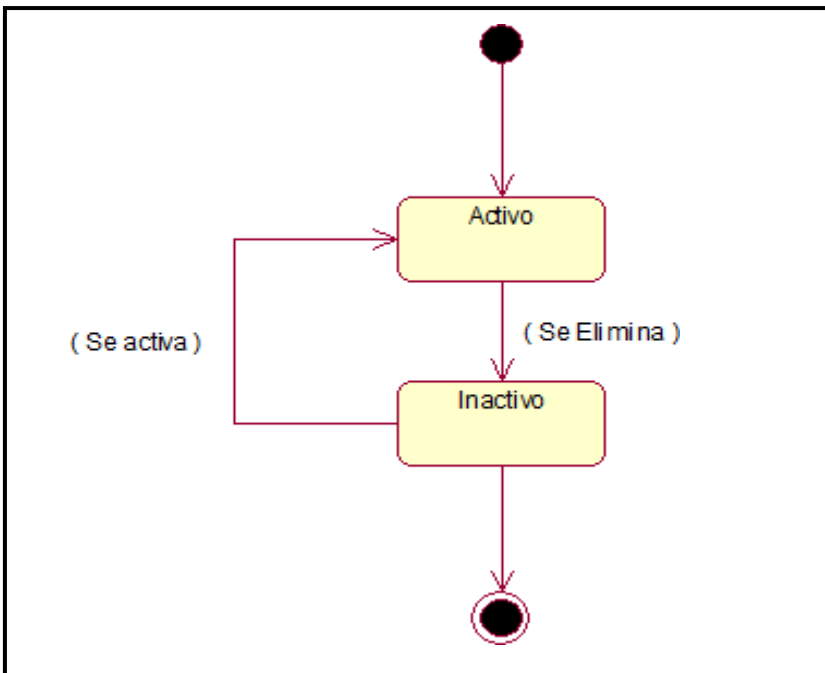 Activo
( Se activa )
( Se Elimina )
Inactivo